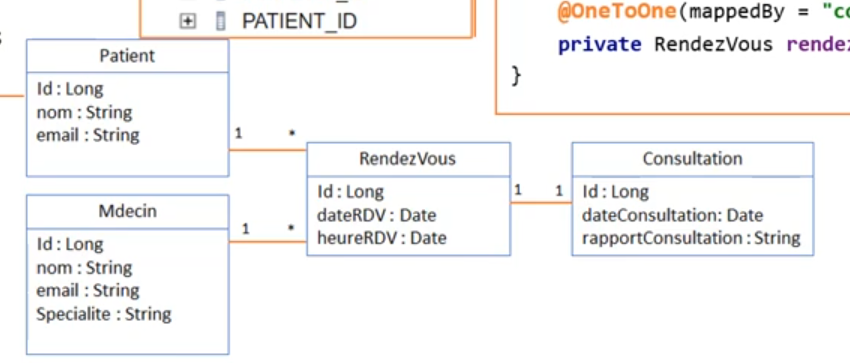 PATIENT_ID
@OneToOne(mappedBy = "co
private RendezVous rendez
}
Patient
Id : Long
nom : String
email : String
1
*
Mdecin
Id : Long
nom : String
email : String
Specialite : String
1
*
RendezVous
Id : Long
dateRDV : Date
heureRDV : Date
1
1
Consultation
Id : Long
dateConsultation: Date
rapportConsultation : String